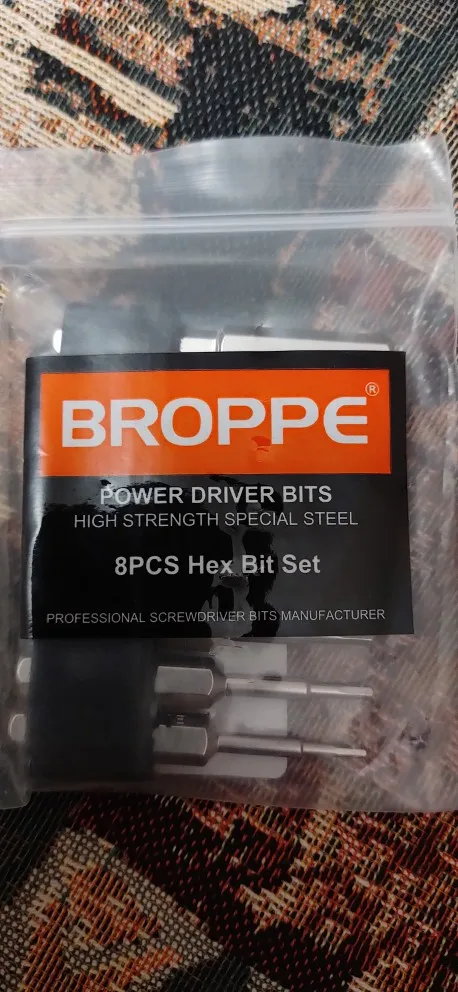 BROPPE®
POWER DRIVER BITS
HIGH STRENGTH SPECIAL STEEL
8PCS Hex Bit Set
PROFESSIONAL SCREWDRIVER BITS MANUFACTURER